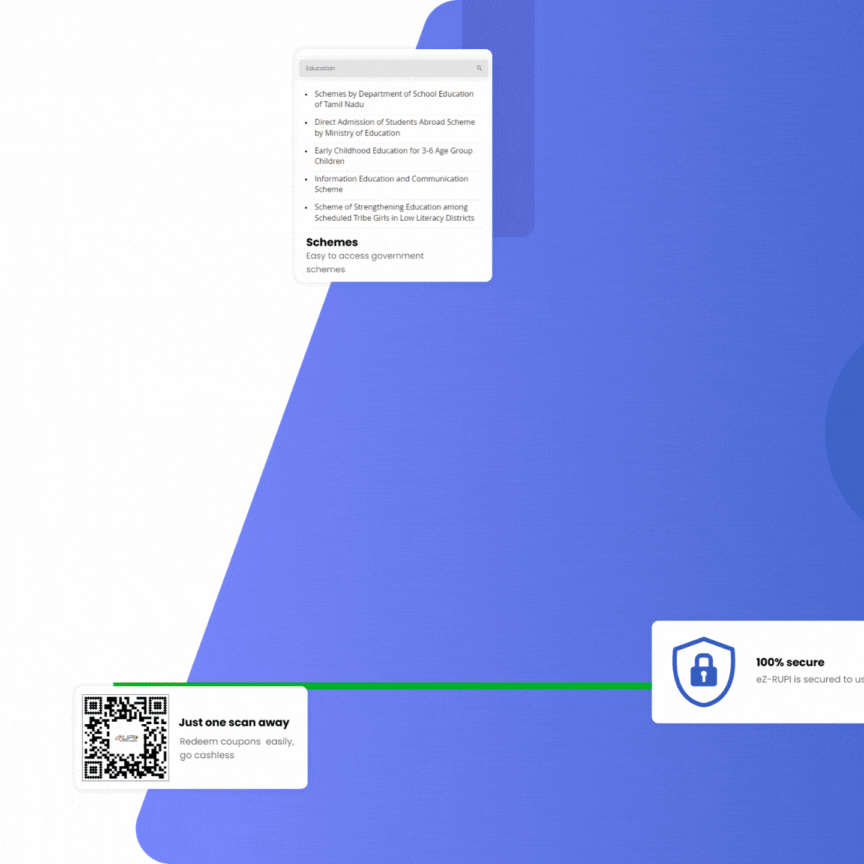 Education
Schemes by Department of School Education
of Tamil Nadu
Direct Admission of Students Abroad Scheme
by Ministry of Education
Early Childhood Education for 3-6 Age Group
Children
Information Education and Communication
Scheme
Scheme of Strengthening Education among
Scheduled Tribe Girls in Low Literacy Districts
Schemes
Easy to access government
schemes
100% secure
eZ-RUPI is secured to us
Just one scan away
Redeem coupons easily,
go cashless